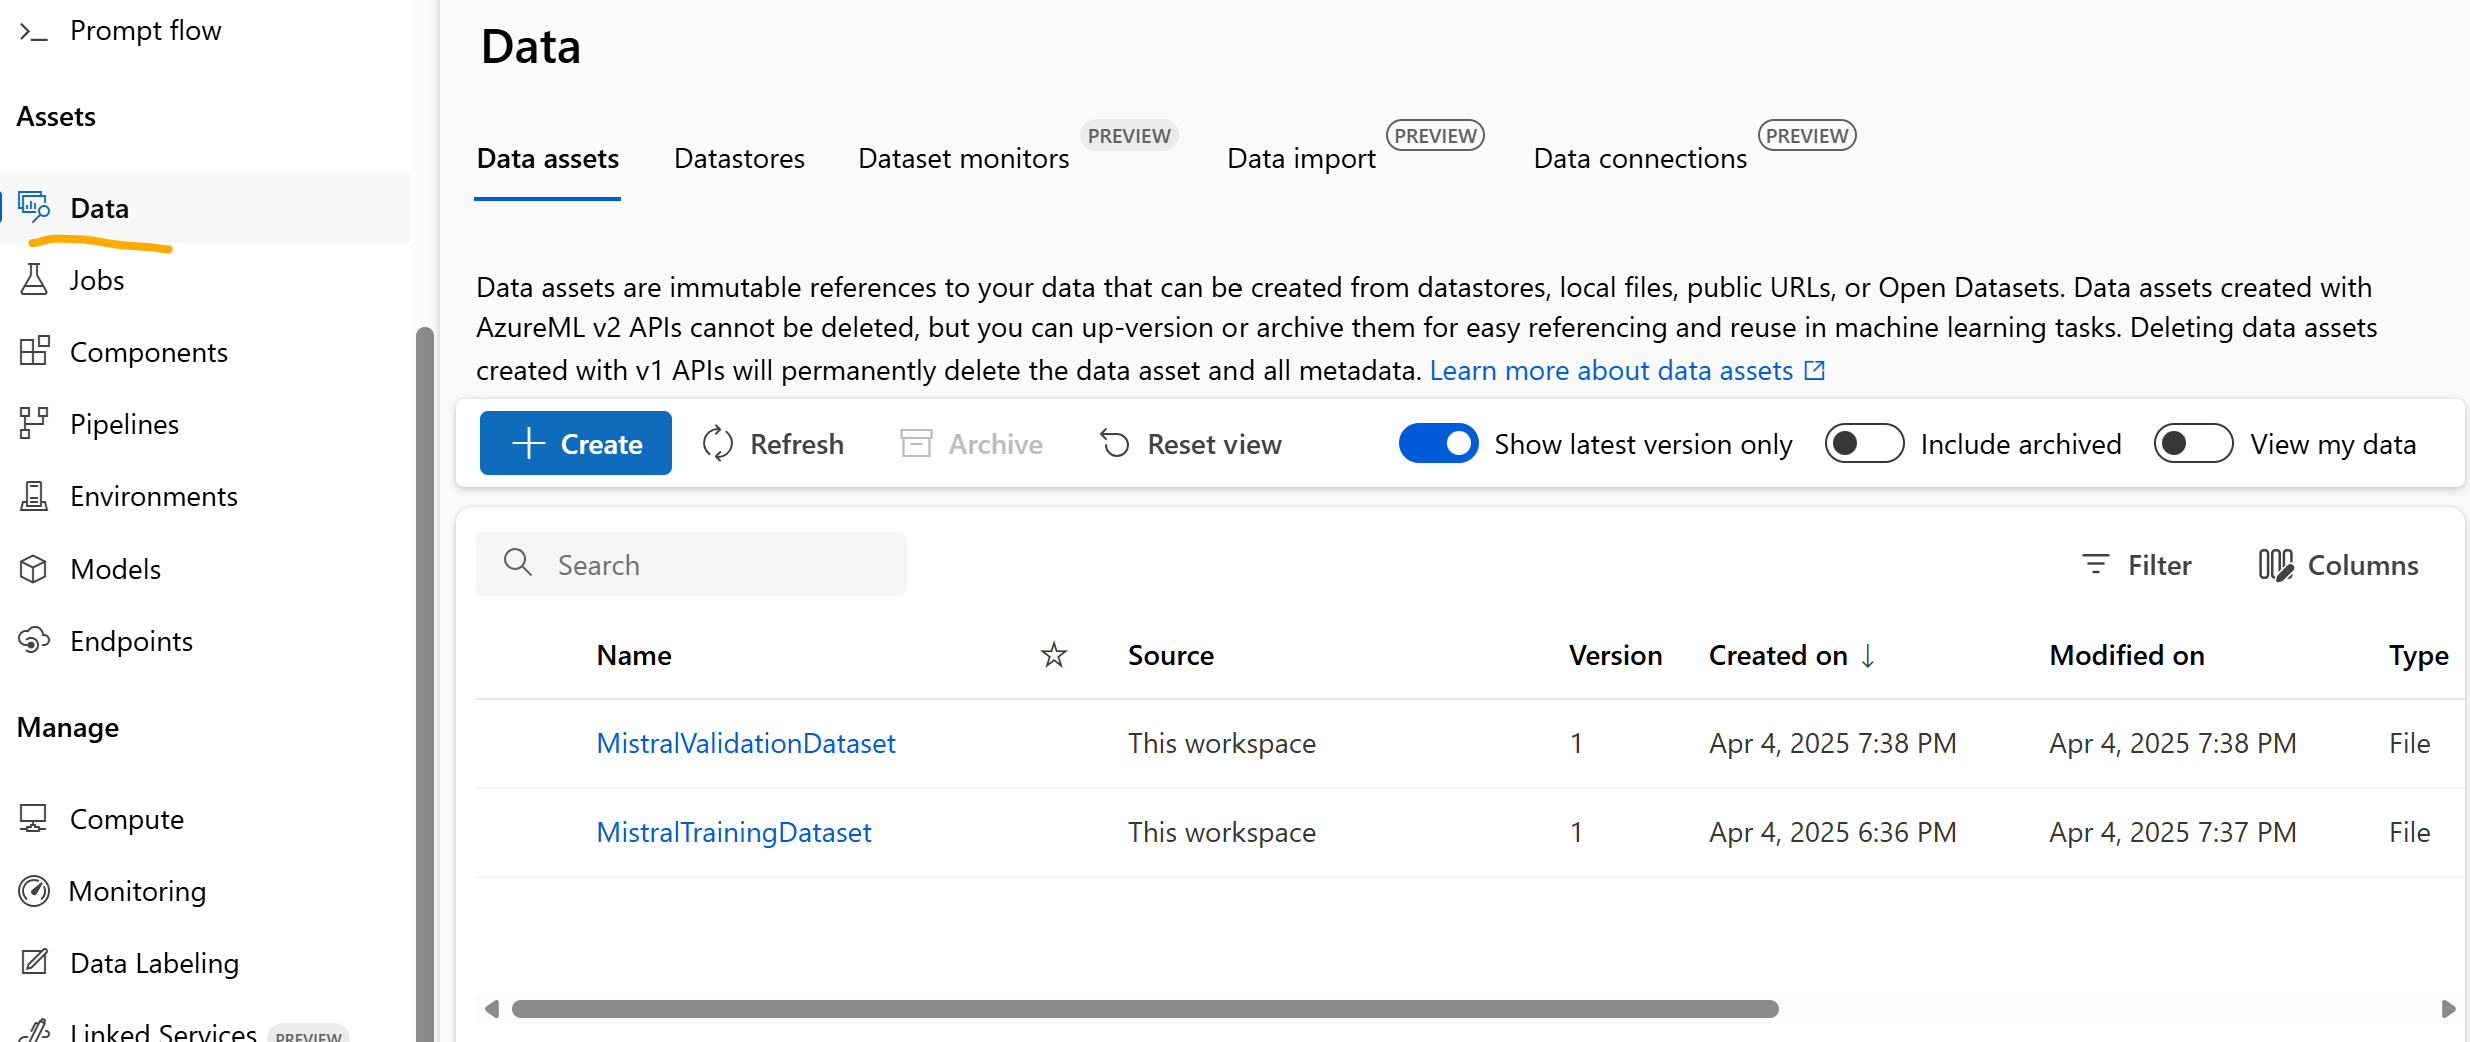 Prompt flow
Assets
Data
Jobs
Components
Pipelines
Environments
Models
Endpoints
Manage
Compute
Monitoring
Data Labeling
Linked Services PREVIEW
Data
Data assets Datastores Dataset monitors PREVIEW Data import PREVIEW Data connections PREVIEW
Data assets are immutable references to your data that can be created from datastores, local files, public URLs, or Open Datasets. Data assets created with
AzureML v2 APIs cannot be deleted, but you can up-version or archive them for easy referencing and reuse in machine learning tasks. Deleting data assets
created with v1 APIs will permanently delete the data asset and all metadata. Learn more about data assets
Create Refresh Archive Reset view Show latest version only Include archived View my data
Search Filter Columns
Name Source Version Created on ↓ Modified on Type
MistralValidationDataset This workspace 1 Apr 4, 2025 7:38 PM Apr 4, 2025 7:38 PM File
MistralTrainingDataset This workspace 1 Apr 4, 2025 6:36 PM Apr 4, 2025 7:37 PM File